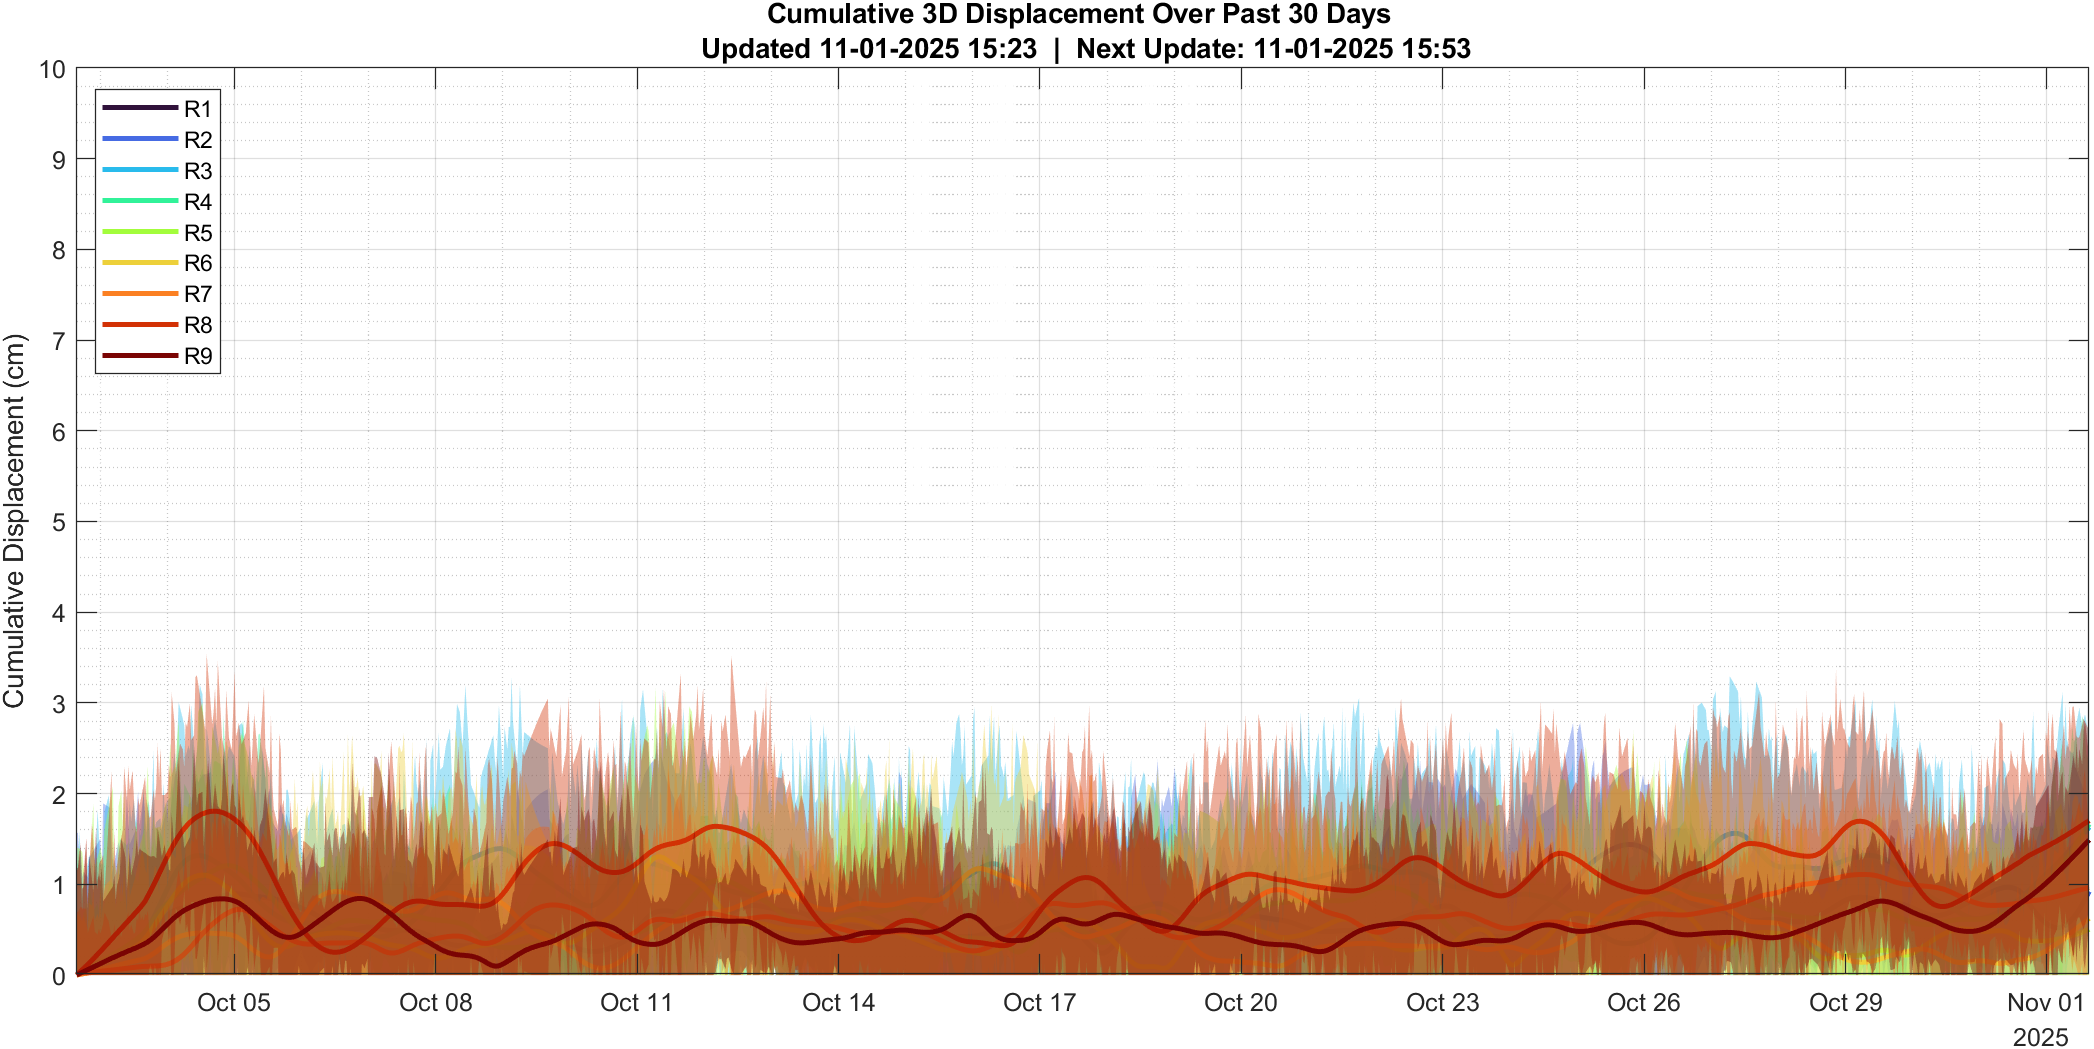 Cumulative 3D Displacement Over Past 30 Days
Updated 11-01-2025 15:23 | Next Update: 11-01-2025 15:53
Cumulative Displacement (cm)
10
9
8
7
6
5
4
3
2
1
0
R1
R2
R3
R4
R5
R6
R7
R8
R9
Oct 05
Oct 08
Oct 11
Oct 14
Oct 17
Oct 20
Oct 23
Oct 26
Oct 29
Nov 01
2025